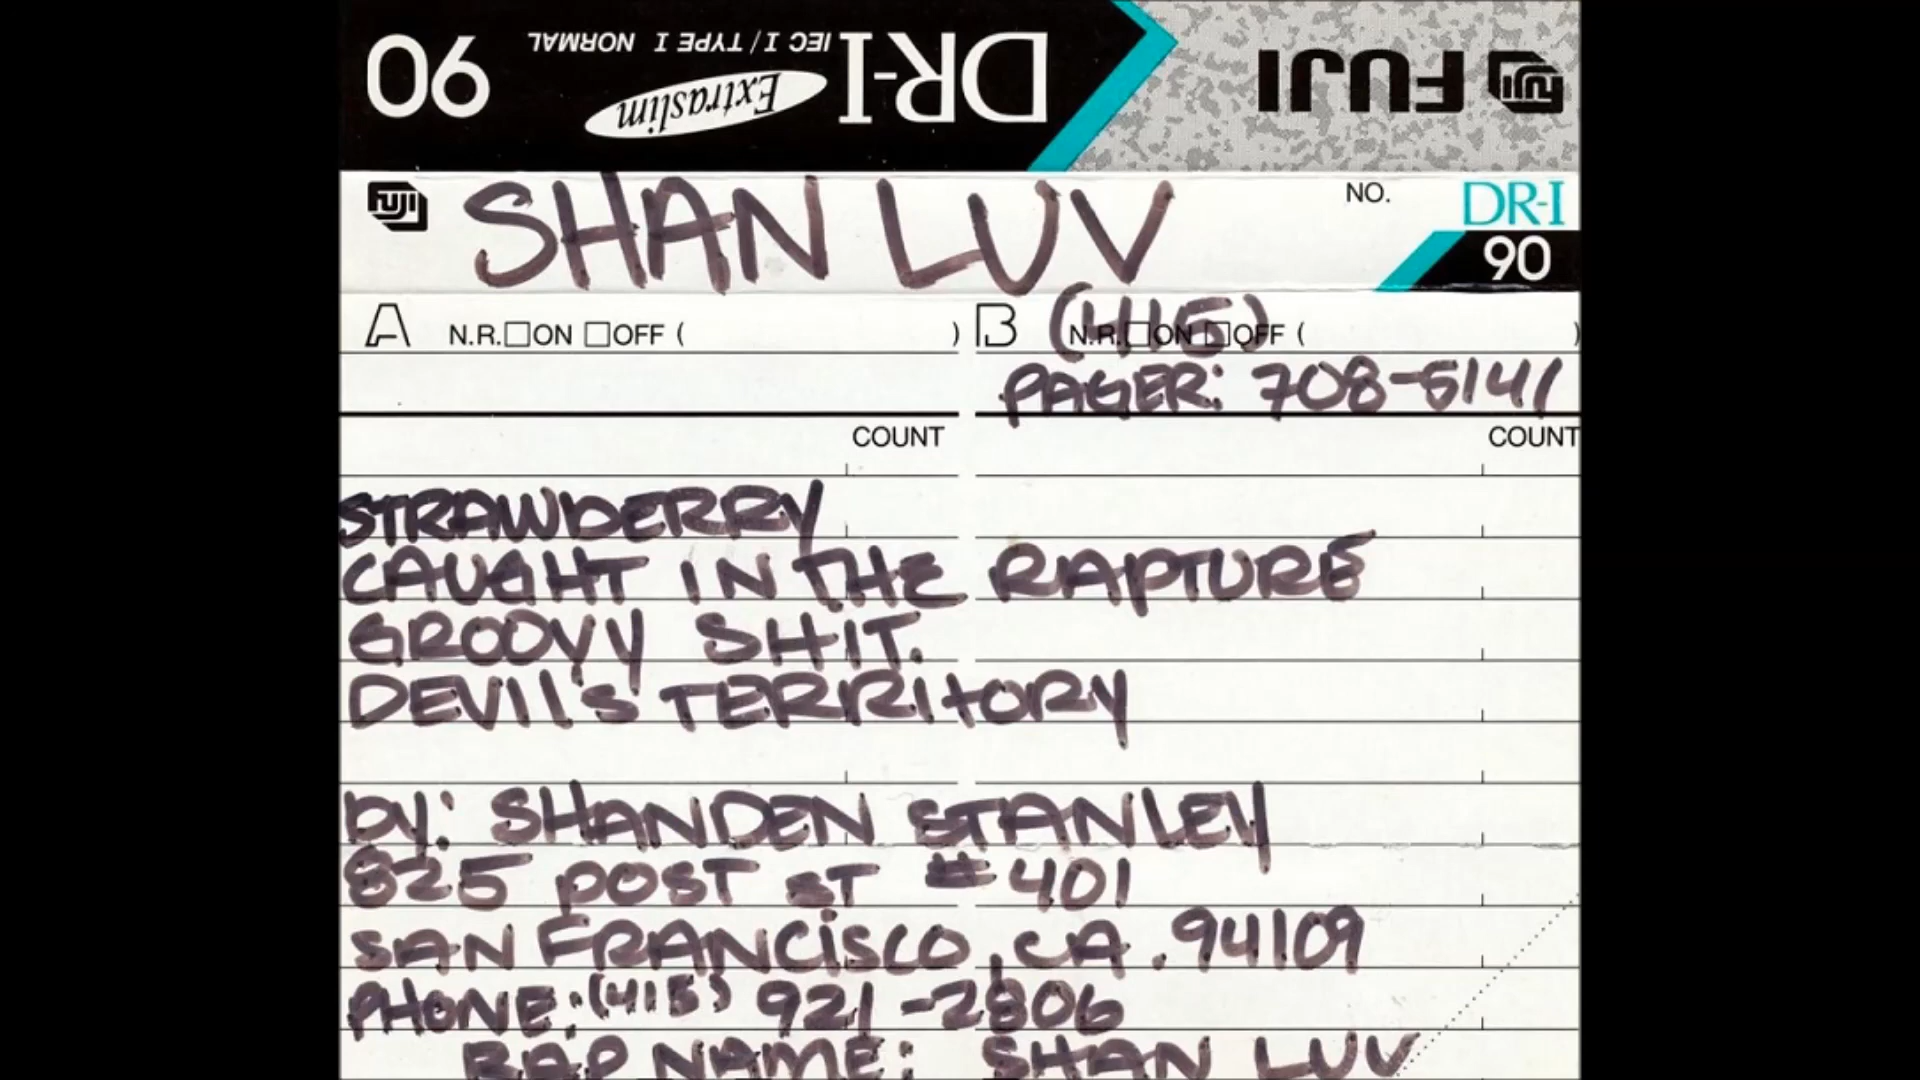 90 DR-I Extraslim IEC I / TYPE I NORMAL FUJI
FUJI SHAN LUV NO. DR-I
90
A N.R. ON OFF ( ) B N.R. ON OFF ( )
(415)
PAGER: 708-5141
COUNT COUNT
STRAWBERRY
CAUGHT IN THE RAPTURE
GROOVY SHIT.
DEVIL'S TERRITORY
by: SHANDEN STANLEY
825 POST ST #401
SAN FRANCISCO, CA. 94109
PHONE: (415) 921-2806
RAP NAME: SHAN LUV